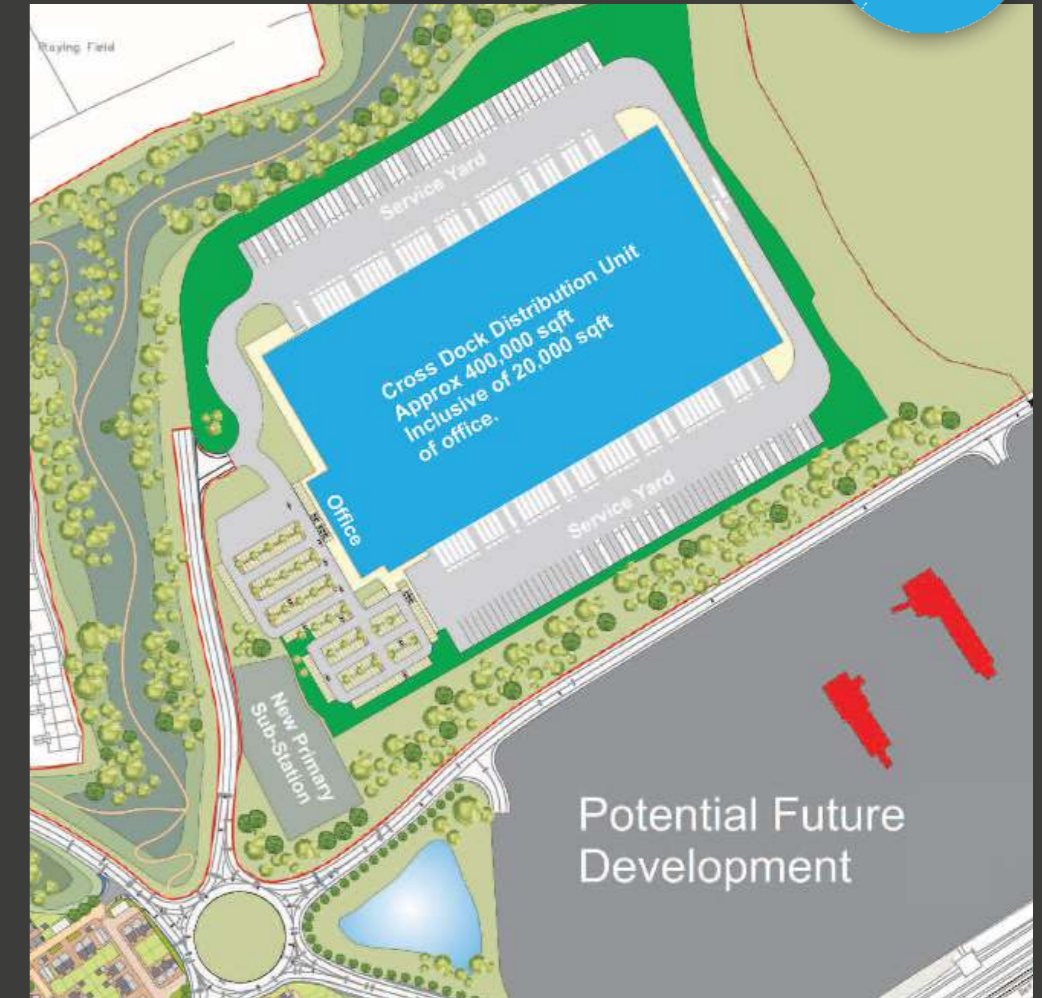 Playing Field
Service Yard
Cross Dock Distribution Unit
Approx 400,000 sqft
Inclusive of 20,000 sqft
of office.
Office
Service Yard
New Primary
Sub-Station
Potential Future
Development